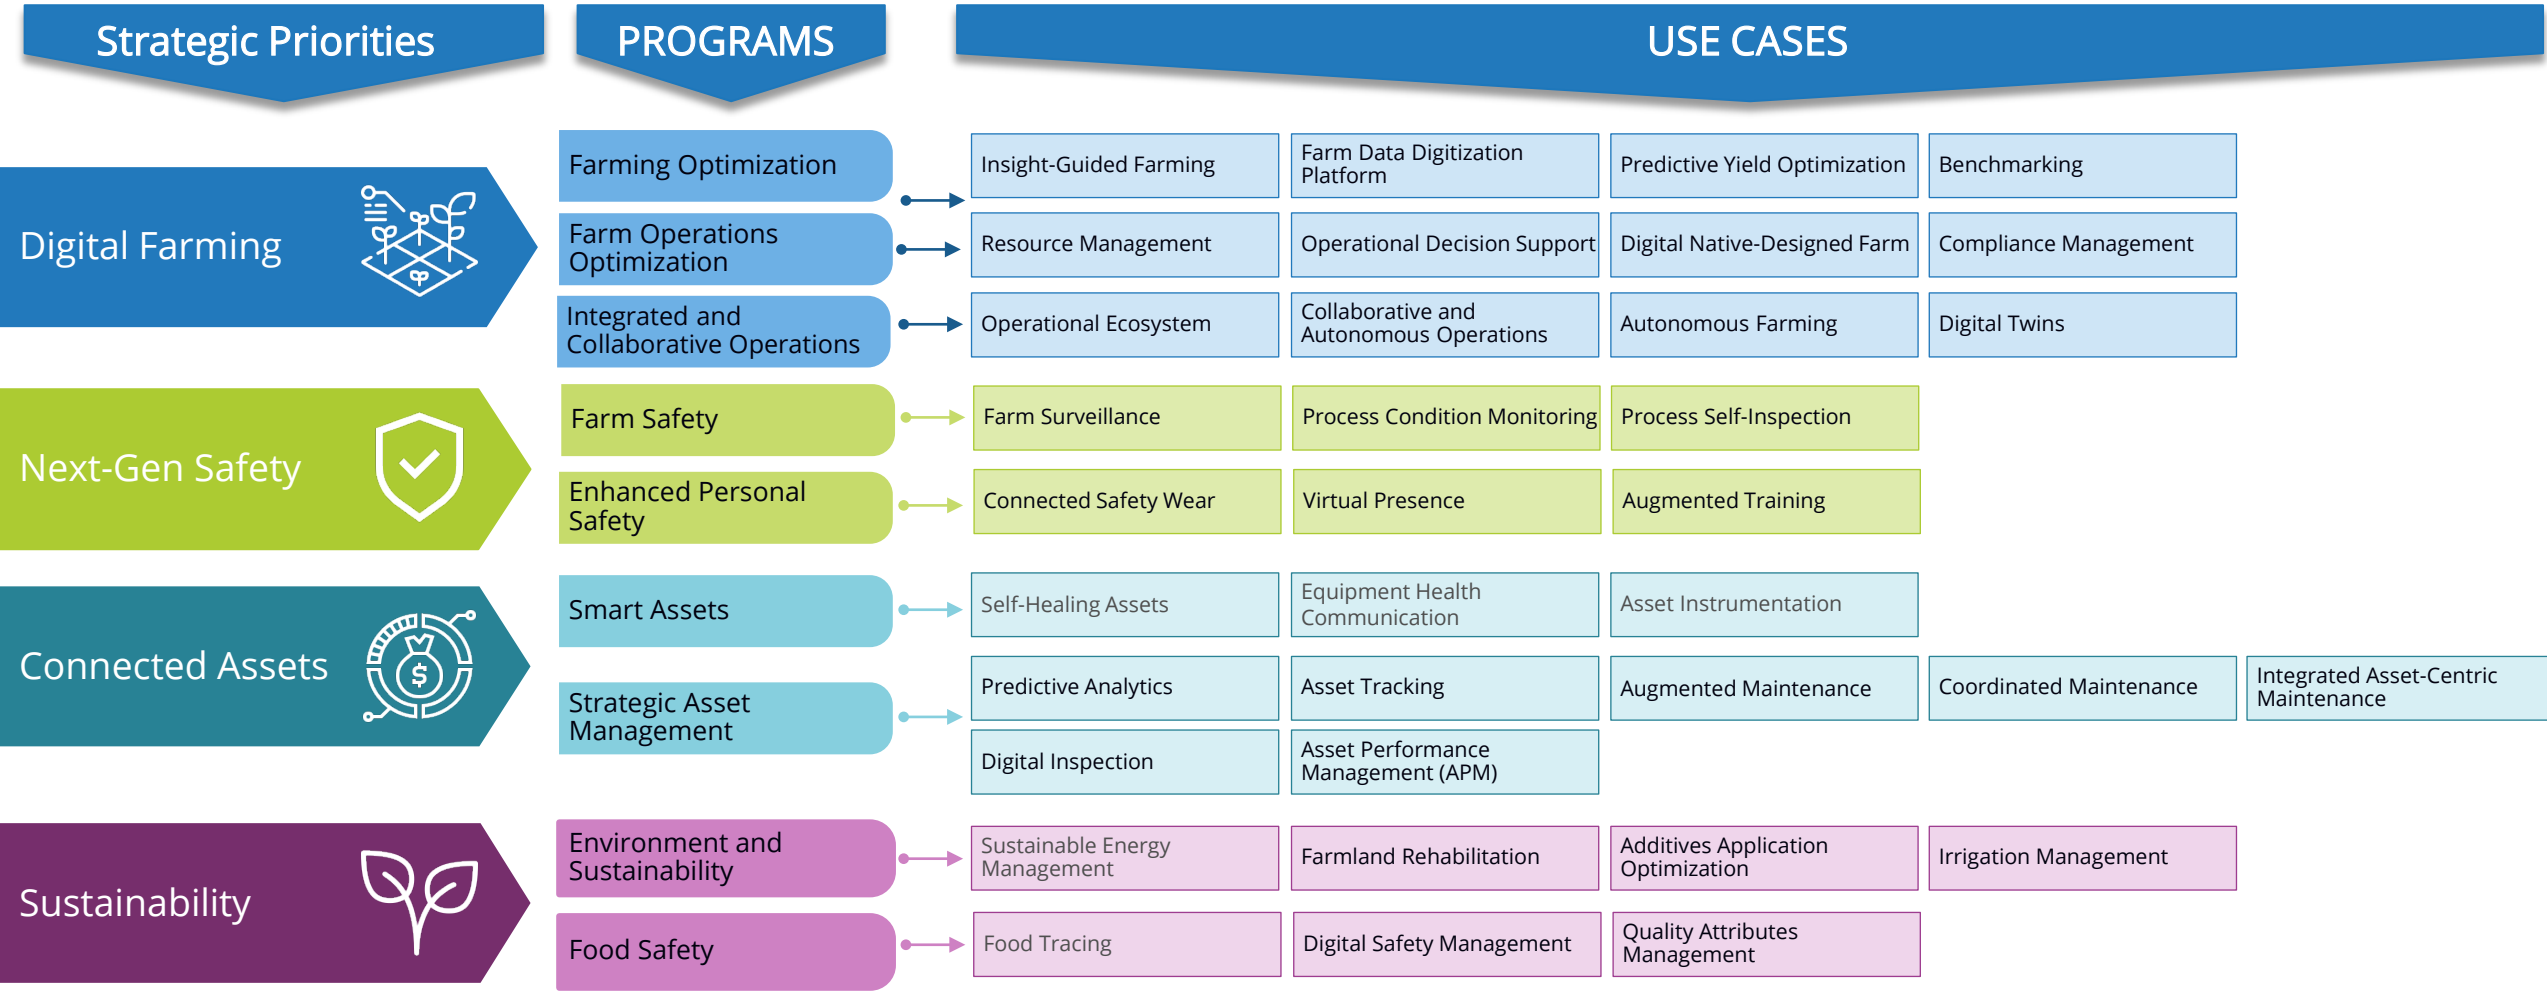 Strategic Priorities
PROGRAMS
USE CASES
Digital Farming
Farming Optimization
Insight-Guided Farming
Farm Data Digitization
Platform
Predictive Yield Optimization
Benchmarking
Farm Operations
Optimization
Resource Management
Operational Decision Support
Digital Native-Designed Farm
Compliance Management
Integrated and
Collaborative Operations
Operational Ecosystem
Collaborative and
Autonomous Operations
Autonomous Farming
Digital Twins
Next-Gen Safety
Farm Safety
Farm Surveillance
Process Condition Monitoring
Process Self-Inspection
Enhanced Personal
Safety
Connected Safety Wear
Virtual Presence
Augmented Training
Connected Assets
$
Smart Assets
Self-Healing Assets
Equipment Health
Communication
Asset Instrumentation
Strategic Asset
Management
Predictive Analytics
Asset Tracking
Augmented Maintenance
Coordinated Maintenance
Integrated Asset-Centric
Maintenance
Digital Inspection
Asset Performance
Management (APM)
Sustainability
Environment and
Sustainability
Sustainable Energy
Management
Farmland Rehabilitation
Additives Application
Optimization
Irrigation Management
Food Safety
Food Tracing
Digital Safety Management
Quality Attributes
Management